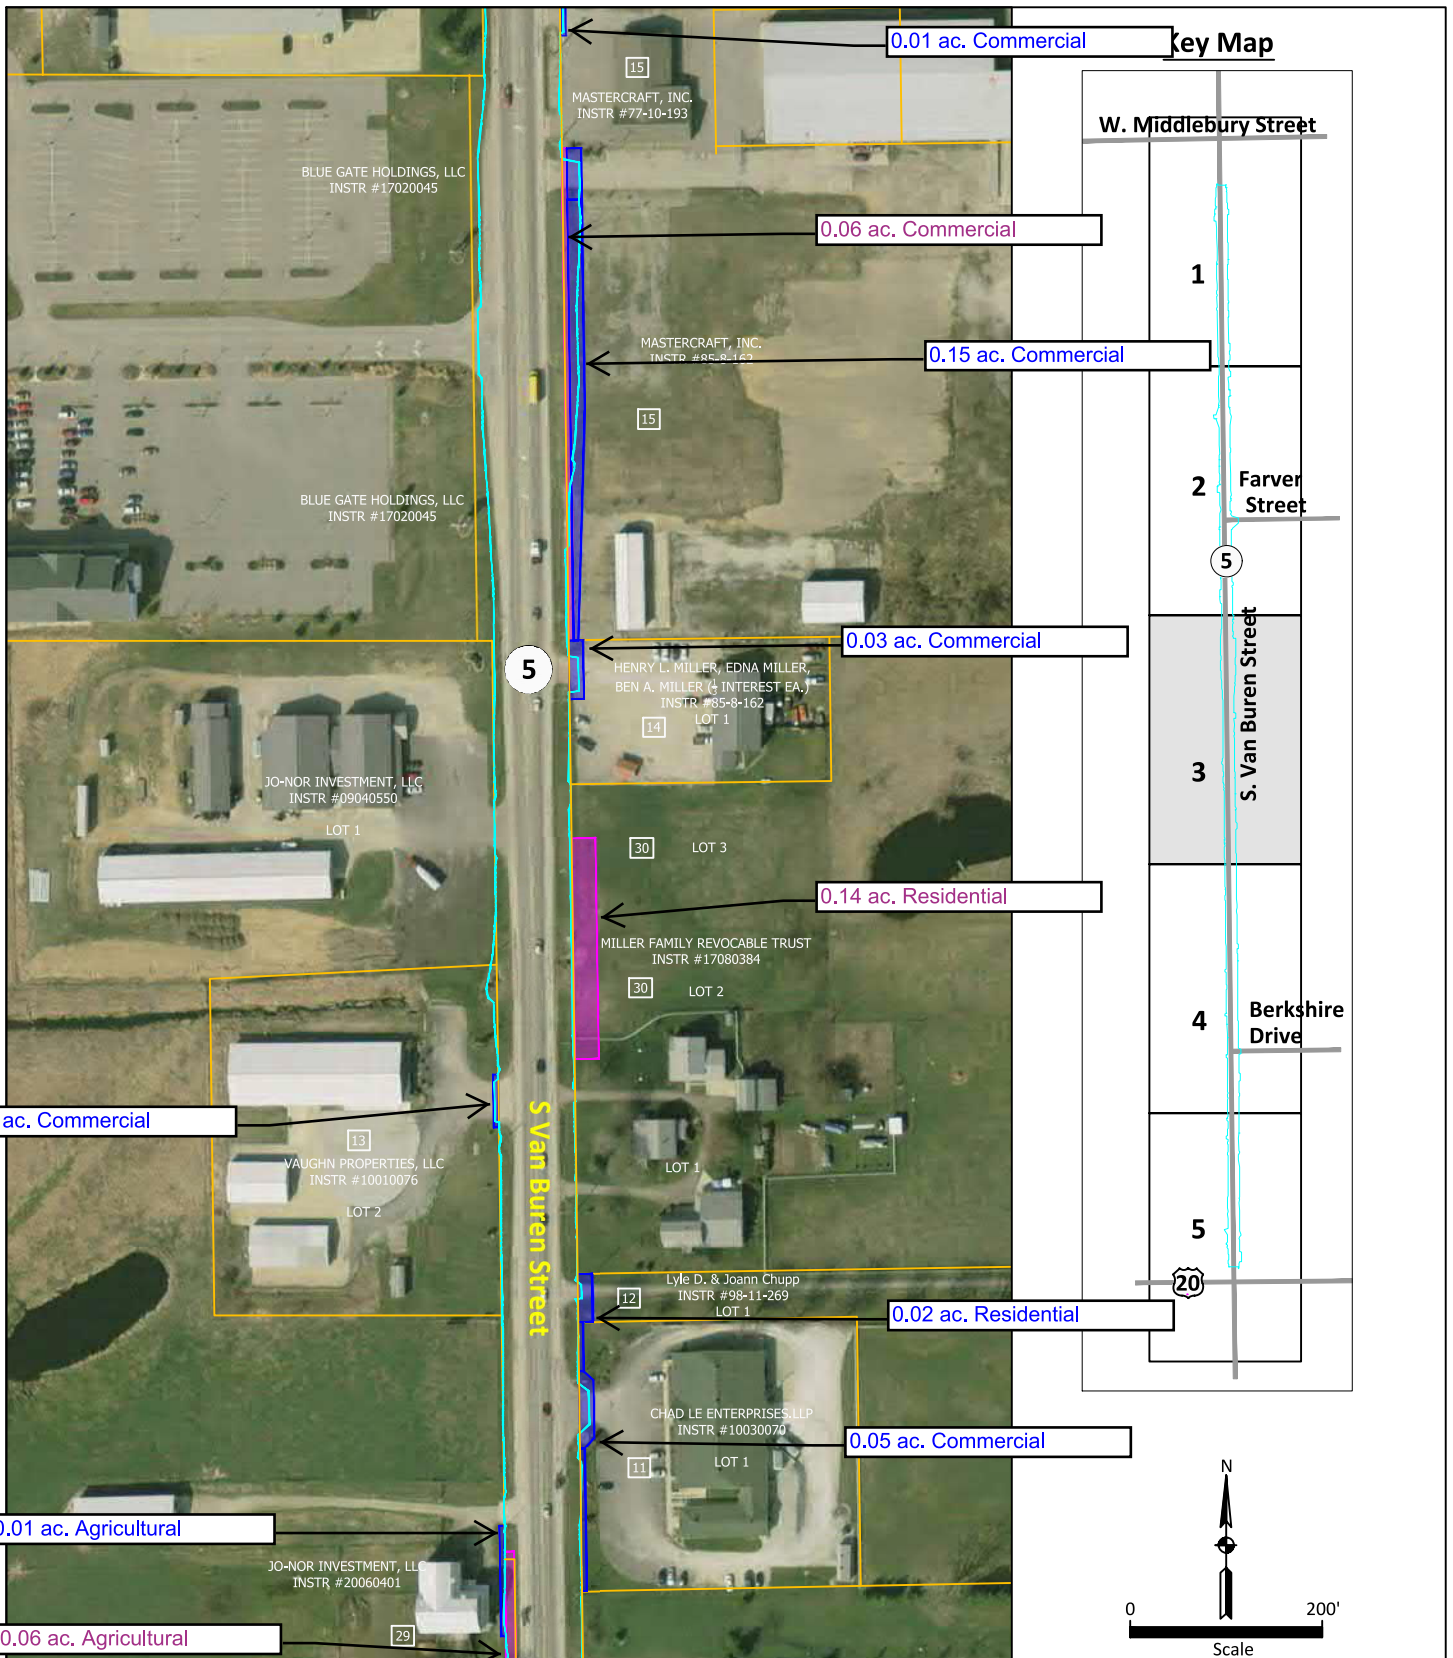 0.01 ac. Commercial
Key Map
15
MASTERCRAFT, INC.
INSTR #77-10-193
W. Middlebury Street
BLUE GATE HOLDINGS, LLC
INSTR #17020045
0.06 ac. Commercial
1
MASTERCRAFT, INC.
INSTR #85-8-162
0.15 ac. Commercial
15
2
Farver
Street
BLUE GATE HOLDINGS, LLC
INSTR #17020045
5
0.03 ac. Commercial
5
HENRY L. MILLER, EDNA MILLER,
BEN A. MILLER ( INTEREST EA.)
INSTR #85-8-162
LOT 1
14
S. Van Buren Street
3
JO-NOR INVESTMENT, LLC
INSTR #09040550
LOT 1
30
LOT 3
0.14 ac. Residential
MILLER FAMILY REVOCABLE TRUST
INSTR #17080384
30
LOT 2
4
Berkshire
Drive
ac. Commercial
S Van Buren Street
13
VAUGHN PROPERTIES, LLC
INSTR #10010076
LOT 2
LOT 1
5
20
Lyle D. & Joann Chupp
INSTR #98-11-269
LOT 1
12
0.02 ac. Residential
CHAD LE ENTERPRISES.LLP
INSTR #10030070
LOT 1
11
0.05 ac. Commercial
N
0.01 ac. Agricultural
JO-NOR INVESTMENT, LLC
INSTR #20060401
29
0.06 ac. Agricultural
0 200'
Scale